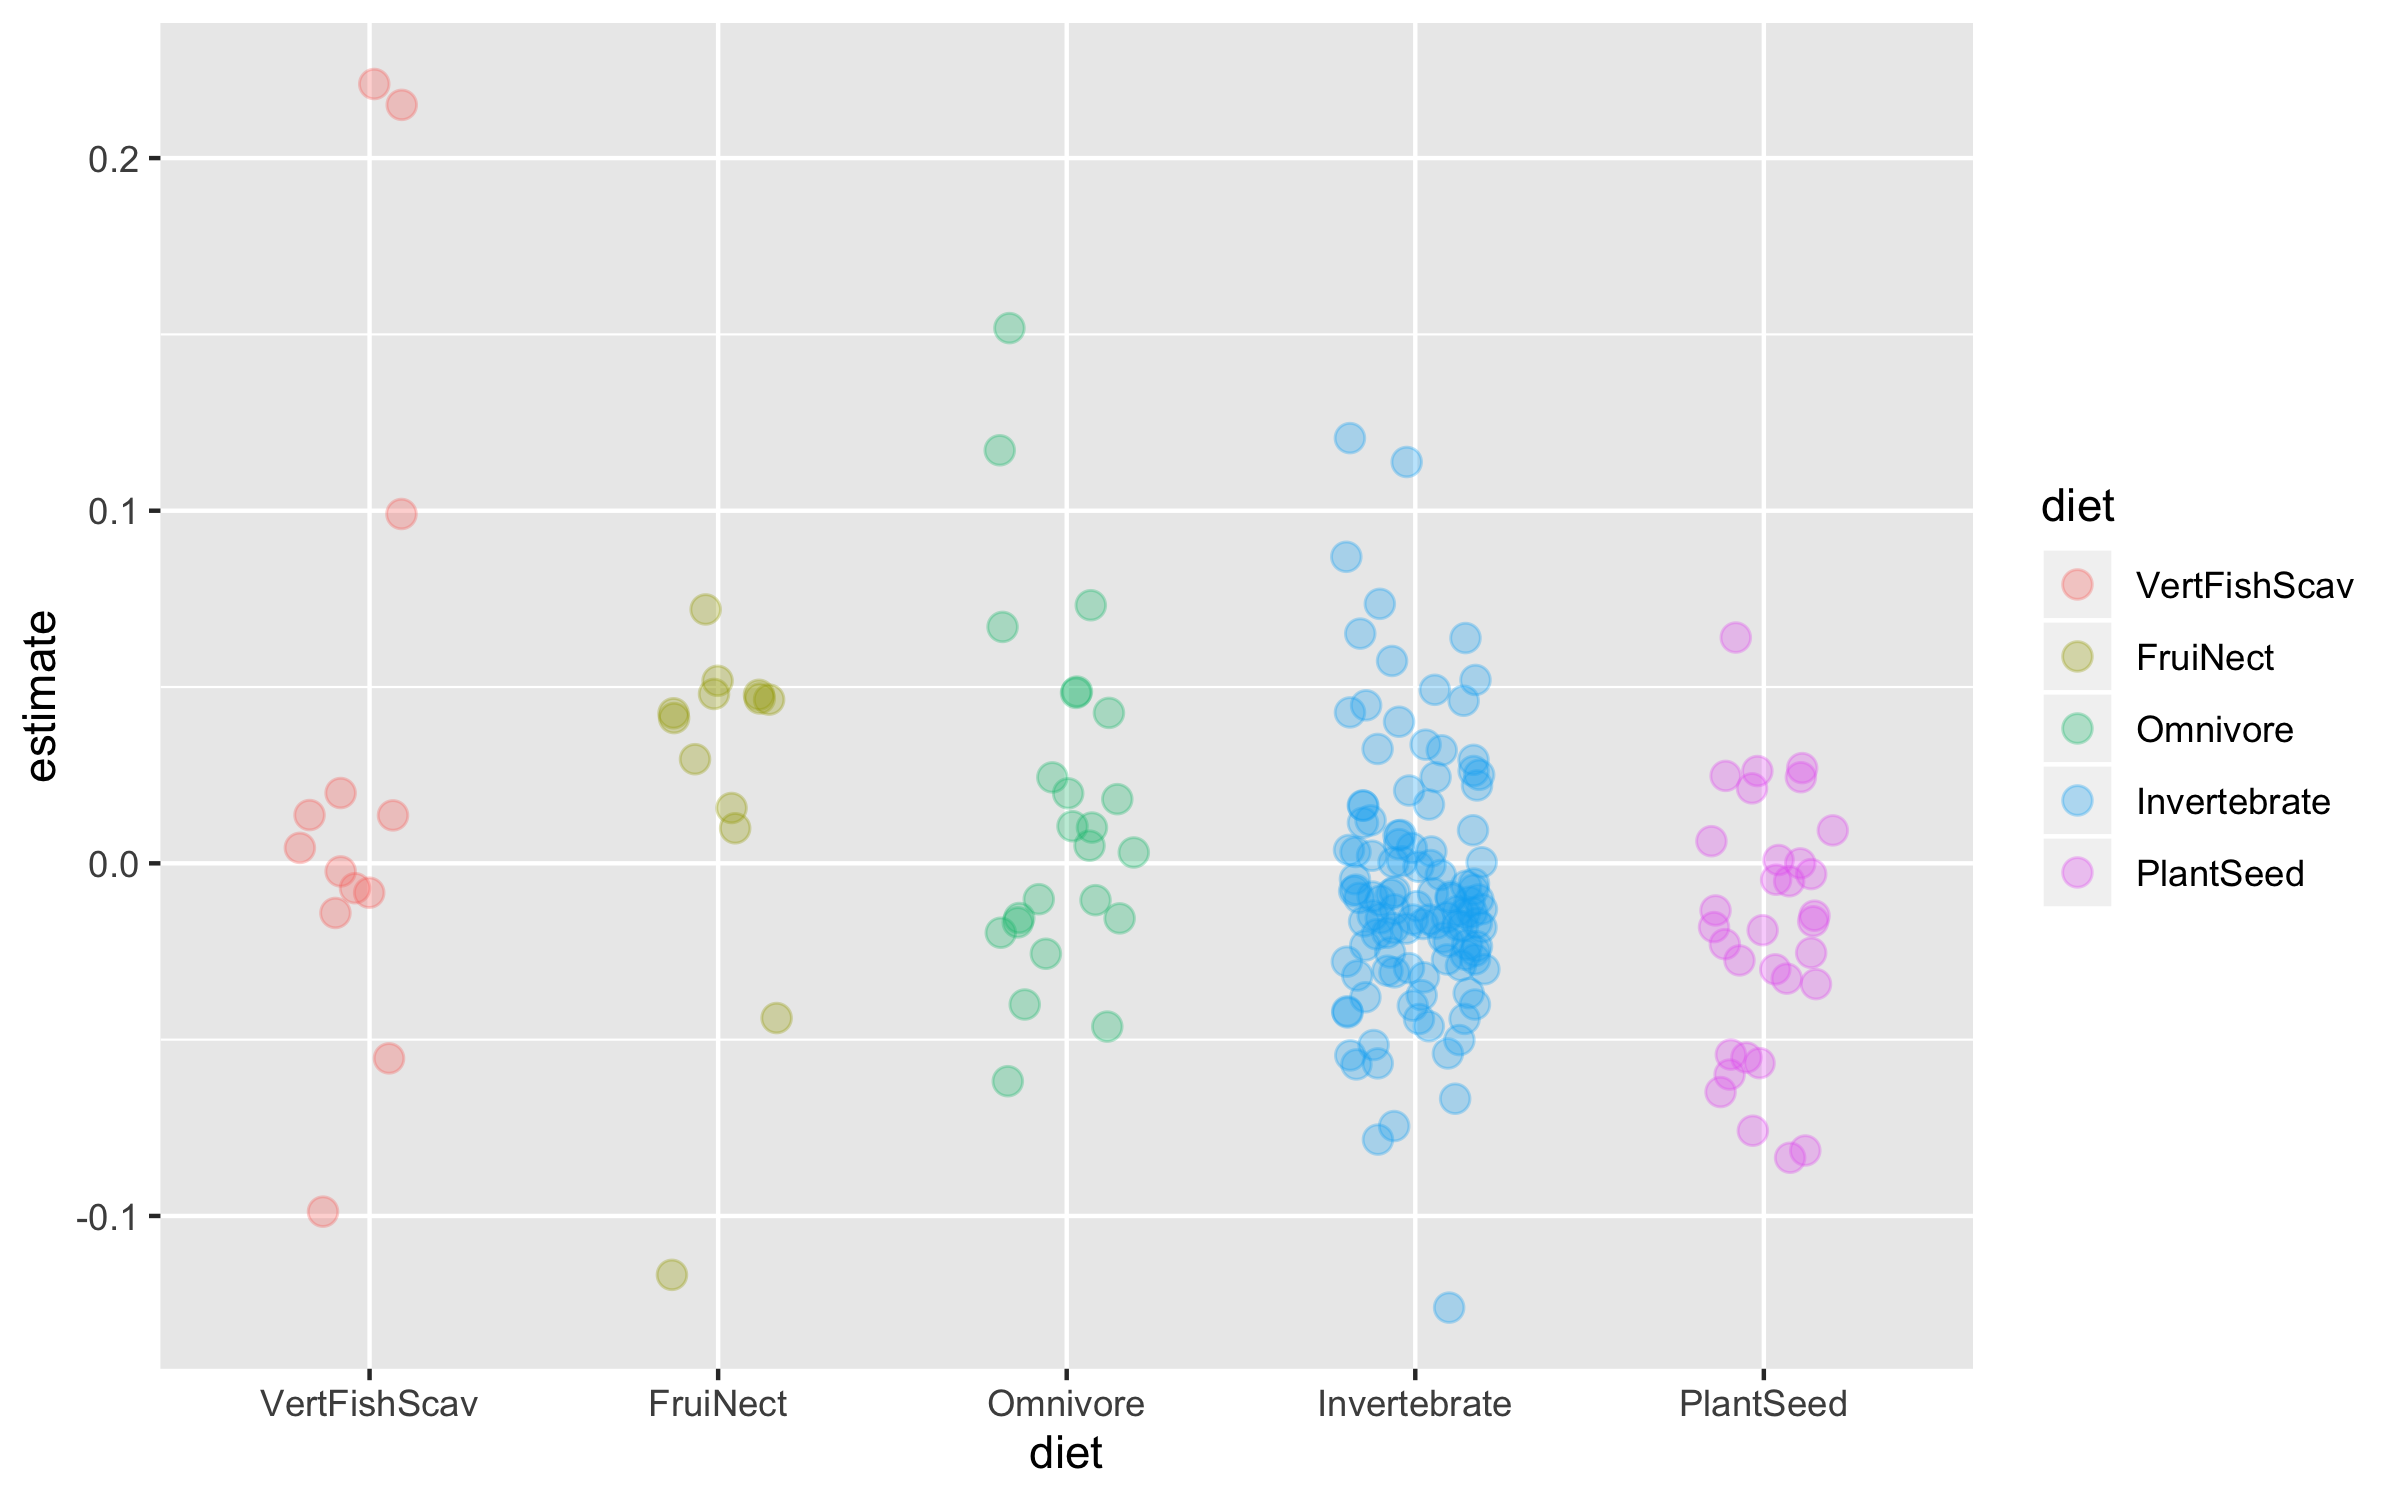 estimate
0.2
0.1
0.0
-0.1
VertFishScav FruiNect Omnivore Invertebrate PlantSeed
diet
diet
VertFishScav
FruiNect
Omnivore
Invertebrate
PlantSeed